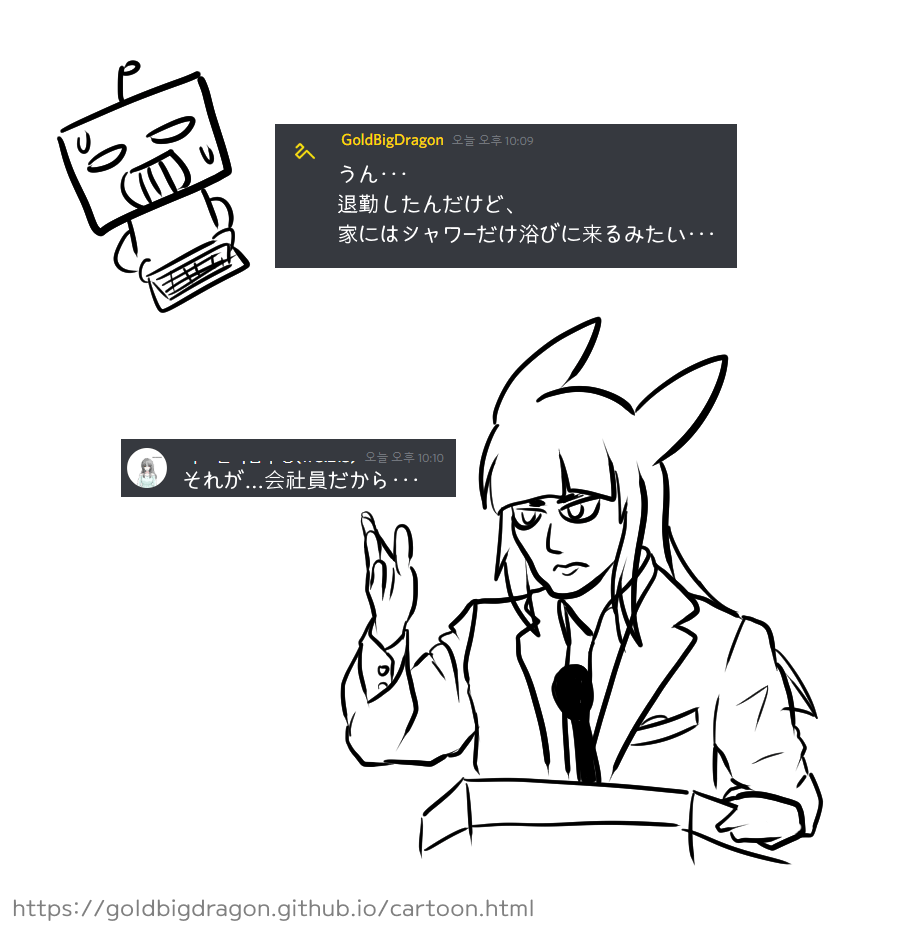 GoldBigDragon 오늘 오후 10:09
うん･･･
退勤したんだけど、
家にはシャワーだけ浴びに来るみたい･･･
오늘 오후 10:10
それが...会社員だから･･･
https://goldbigdragon.github.io/cartoon.html